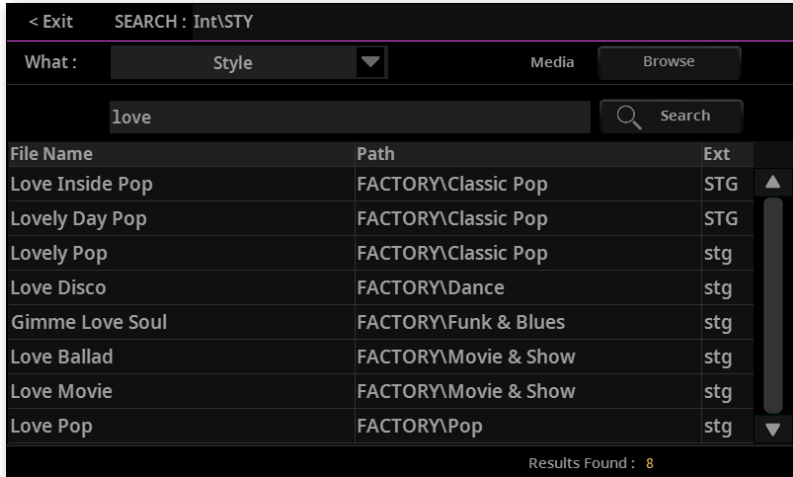 < Exit SEARCH : Int\STY
What : Style Media Browse
love Search
File Name Path Ext
Love Inside Pop FACTORY\Classic Pop STG
Lovely Day Pop FACTORY\Classic Pop STG
Lovely Pop FACTORY\Classic Pop stg
Love Disco FACTORY\Dance stg
Gimme Love Soul FACTORY\Funk & Blues stg
Love Ballad FACTORY\Movie & Show stg
Love Movie FACTORY\Movie & Show stg
Love Pop FACTORY\Pop stg
Results Found : 8